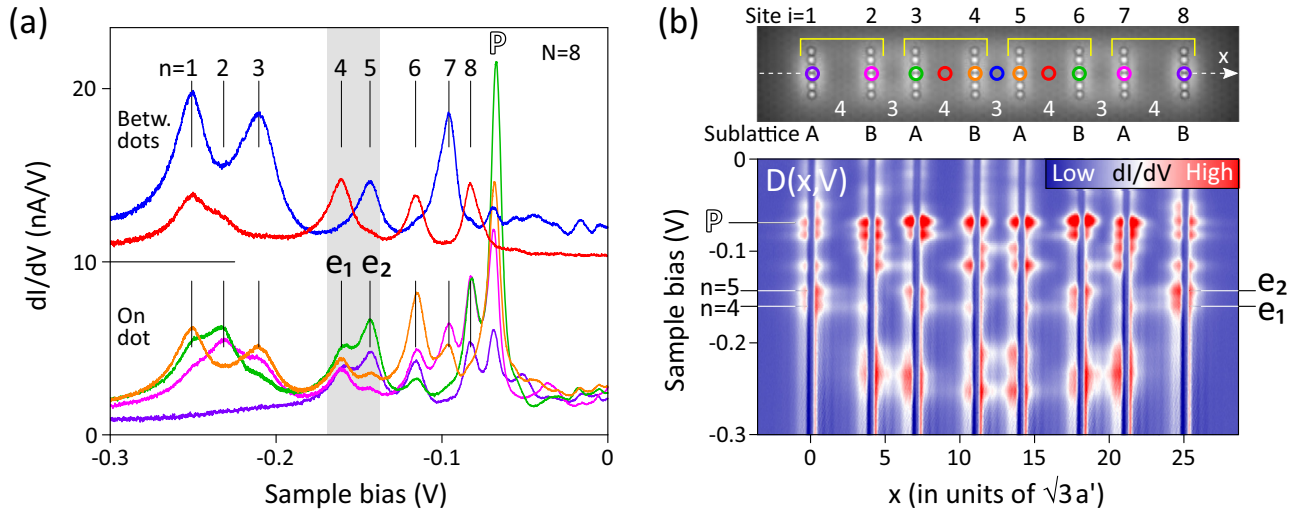 (a)
P
N=8
20
n=1 2 3 4 5 6 7 8
Betw.
dots
dI/dV (nA/V)
10
e₁ e₂
On
dot
0
-0.3 -0.2 -0.1 0
Sample bias (V)
(b)
Site i=1 2 3 4 5 6 7 8
x
4 3 4 3 4 3 4
Sublattice A B A B A B A B
0
D(x,V)
Low dI/dV High
P
-0.1
n=5 e₂
n=4 e₁
-0.2
-0.3
Sample bias (V)
0 5 10 15 20 25
x (in units of √3a')